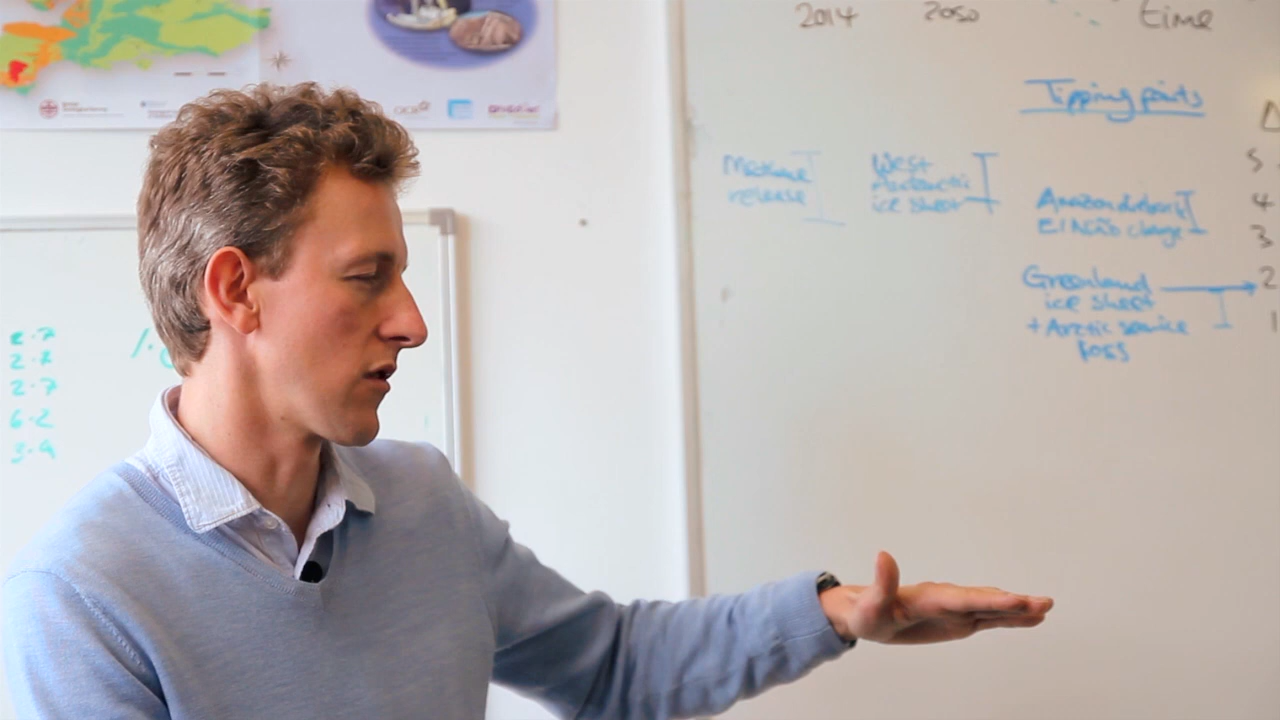 2014 2050 time
Tipping points
Methane
release
West
Antarctic
ice sheet
Amazon dieback
El Niño change
Greenland
ice sheet
+ Arctic sea ice
loss
5
4
3
2
1
2.7
2.7
6.2
3.9